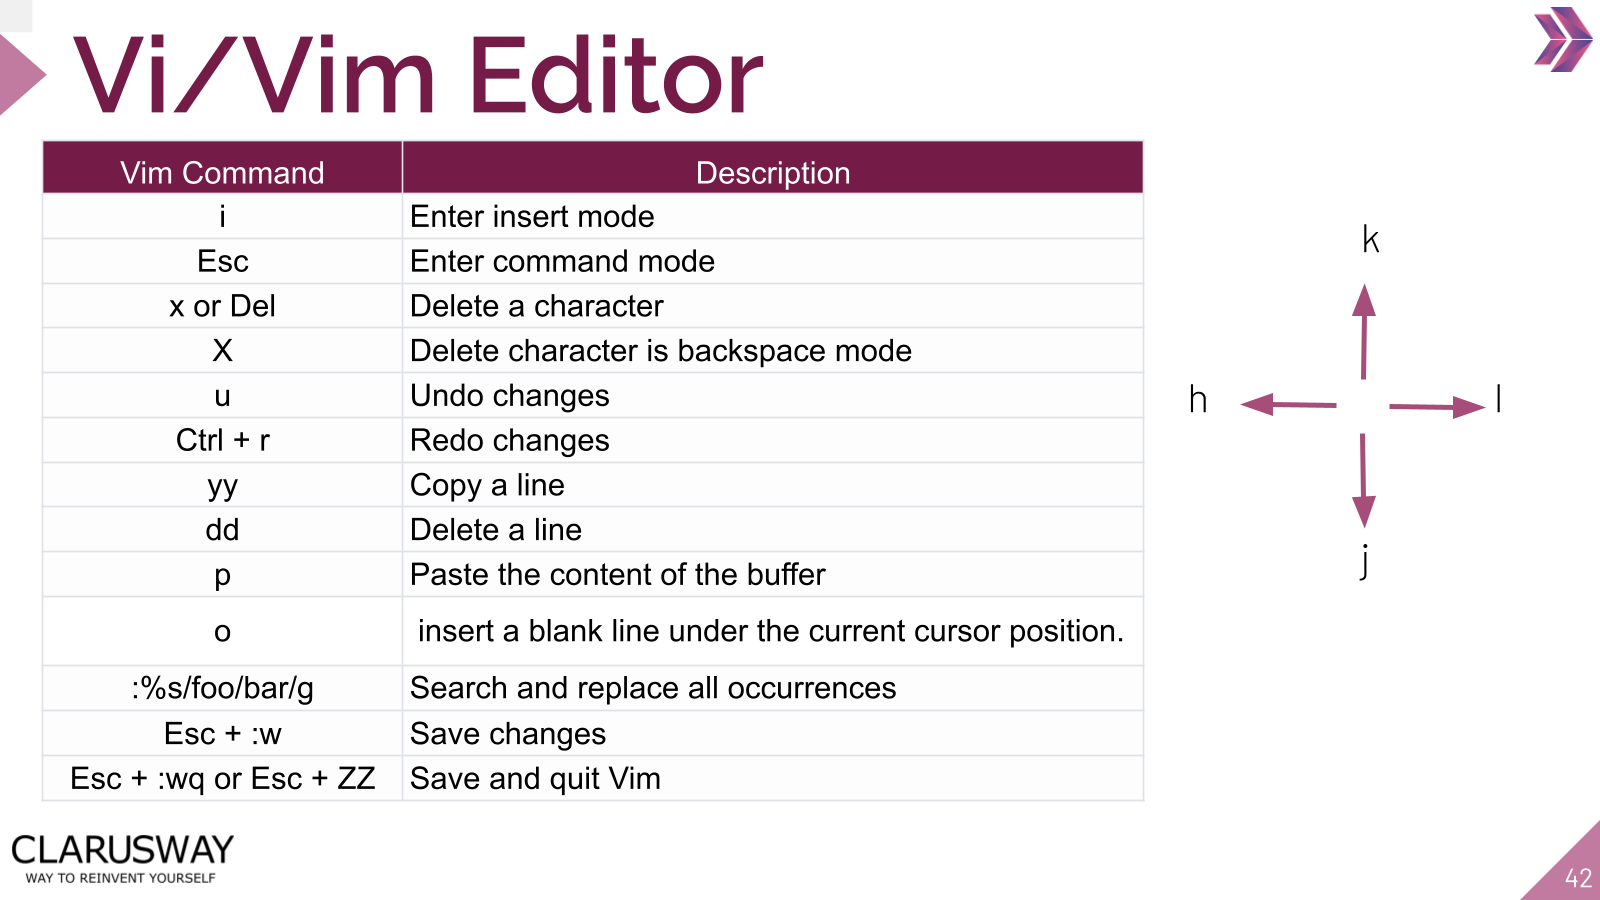 Vi/Vim Editor
Vim Command Description
i Enter insert mode
Esc Enter command mode
x or Del Delete a character
X Delete character is backspace mode
u Undo changes
Ctrl + r Redo changes
yy Copy a line
dd Delete a line
p Paste the content of the buffer
o insert a blank line under the current cursor position.
:%s/foo/bar/g Search and replace all occurrences
Esc + :w Save changes
Esc + :wq or Esc + ZZ Save and quit Vim
k
h l
j
CLARUSWAY
WAY TO REINVENT YOURSELF
42